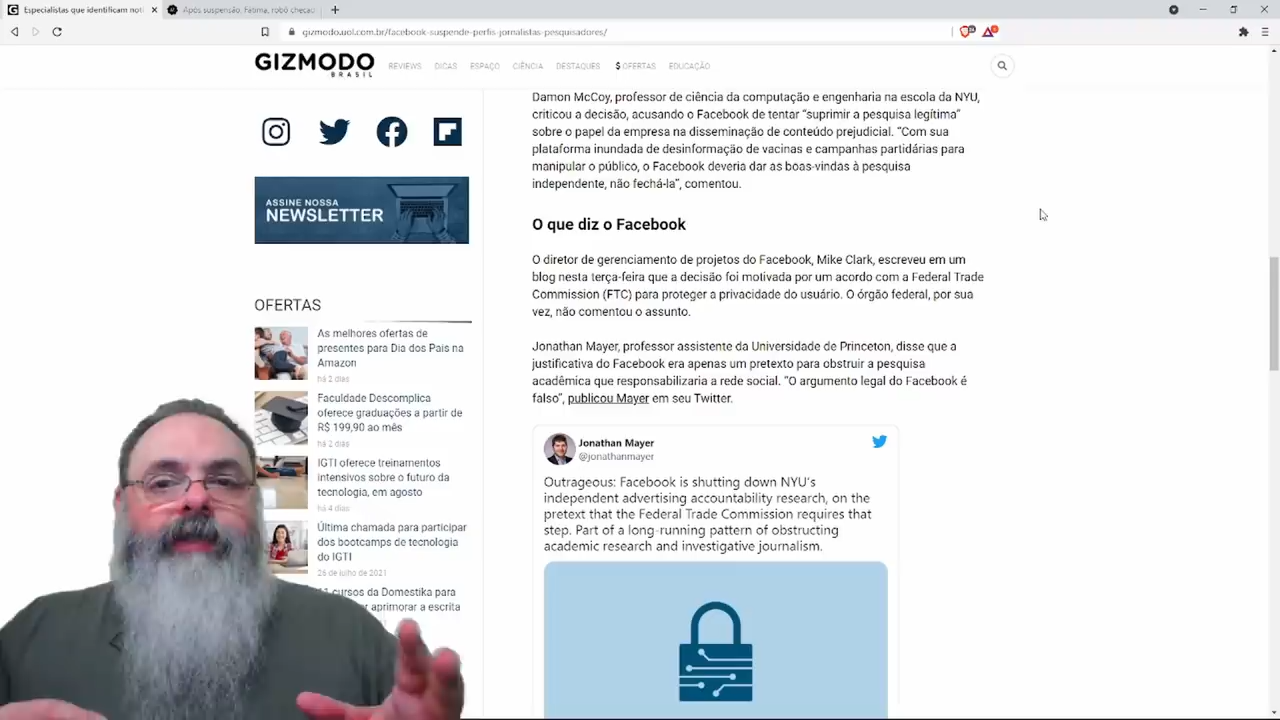 Especialistas que identificam noti
Após suspensão, Fátima, robô checadu
gizmodo.uol.com.br/facebook-suspende-perfis-jornalistas-pesquisadores/
GIZMODO
BRASIL
REVIEWS DICAS ESPAÇO CIÊNCIA DESTAQUES $ OFERTAS EDUCAÇÃO
ASSINE NOSSA
NEWSLETTER
OFERTAS
As melhores ofertas de
presentes para Dia dos Pais na
Amazon
há 2 dias
Faculdade Descomplica
oferece graduações a partir de
R$ 199,90 ao mês
há 2 dias
IGTI oferece treinamentos
intensivos sobre o futuro da
tecnologia, em agosto
há 4 dias
Última chamada para participar
dos bootcamps de tecnologia
do IGTI
26 de julho de 2021
cursos da Domestika para
aprimorar a escrita
Damon McCoy, professor de ciência da computação e engenharia na escola da NYU,
criticou a decisão, acusando o Facebook de tentar “suprimir a pesquisa legítima”
sobre o papel da empresa na disseminação de conteúdo prejudicial. “Com sua
plataforma inundada de desinformação de vacinas e campanhas partidárias para
manipular o público, o Facebook deveria dar as boas-vindas à pesquisa
independente, não fechá-la”, comentou.
O que diz o Facebook
O diretor de gerenciamento de projetos do Facebook, Mike Clark, escreveu em um
blog nesta terça-feira que a decisão foi motivada por um acordo com a Federal Trade
Commission (FTC) para proteger a privacidade do usuário. O órgão federal, por sua
vez, não comentou o assunto.
Jonathan Mayer, professor assistente da Universidade de Princeton, disse que a
justificativa do Facebook era apenas um pretexto para obstruir a pesquisa
acadêmica que responsabilizaria a rede social. “O argumento legal do Facebook é
falso”, publicou Mayer em seu Twitter.
Jonathan Mayer
@jonathanmayer
Outrageous: Facebook is shutting down NYU's
independent advertising accountability research, on the
pretext that the Federal Trade Commission requires that
step. Part of a long-running pattern of obstructing
academic research and investigative journalism.